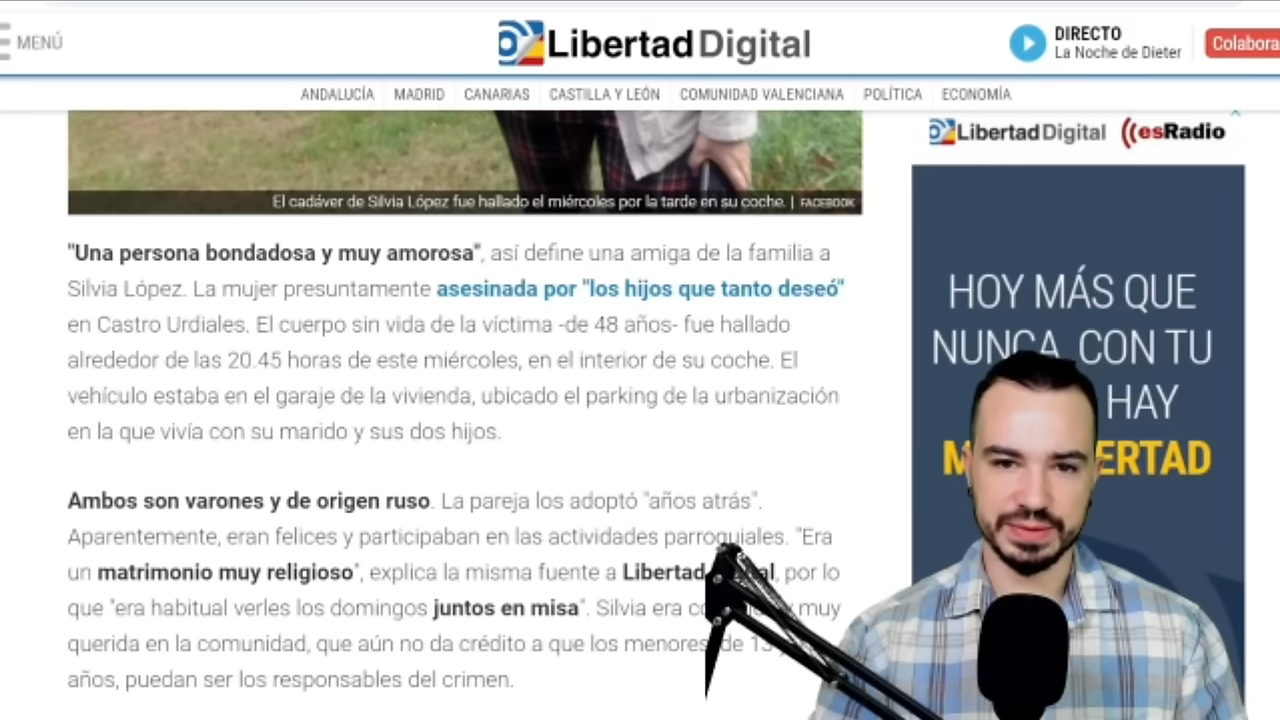 MENÚ
Libertad Digital
DIRECTO
La Noche de Dieter
Colabora
ANDALUCÍA MADRID CANARIAS CASTILLA Y LEÓN COMUNIDAD VALENCIANA POLÍTICA ECONOMÍA
Libertad Digital esRadio
El cadáver de Silvia López fue hallado el miércoles por la tarde en su coche. | FACEBOOK
"Una persona bondadosa y muy amorosa", así define una amiga de la familia a
Silvia López. La mujer presuntamente asesinada por "los hijos que tanto deseó"
en Castro Urdiales. El cuerpo sin vida de la víctima -de 48 años- fue hallado
alrededor de las 20.45 horas de este miércoles, en el interior de su coche. El
vehículo estaba en el garaje de la vivienda, ubicado el parking de la urbanización
en la que vivía con su marido y sus dos hijos.
Ambos son varones y de origen ruso. La pareja los adoptó "años atrás".
Aparentemente, eran felices y participaban en las actividades parroquiales. "Era
un matrimonio muy religioso", explica la misma fuente a Libertad al, por lo
que "era habitual verles los domingos juntos en misa". Silvia era muy
querida en la comunidad, que aún no da crédito a que los menores, de
años, puedan ser los responsables del crimen.
HOY MÁS QUE
NUNCA, CON TU
HAY
M ERTAD